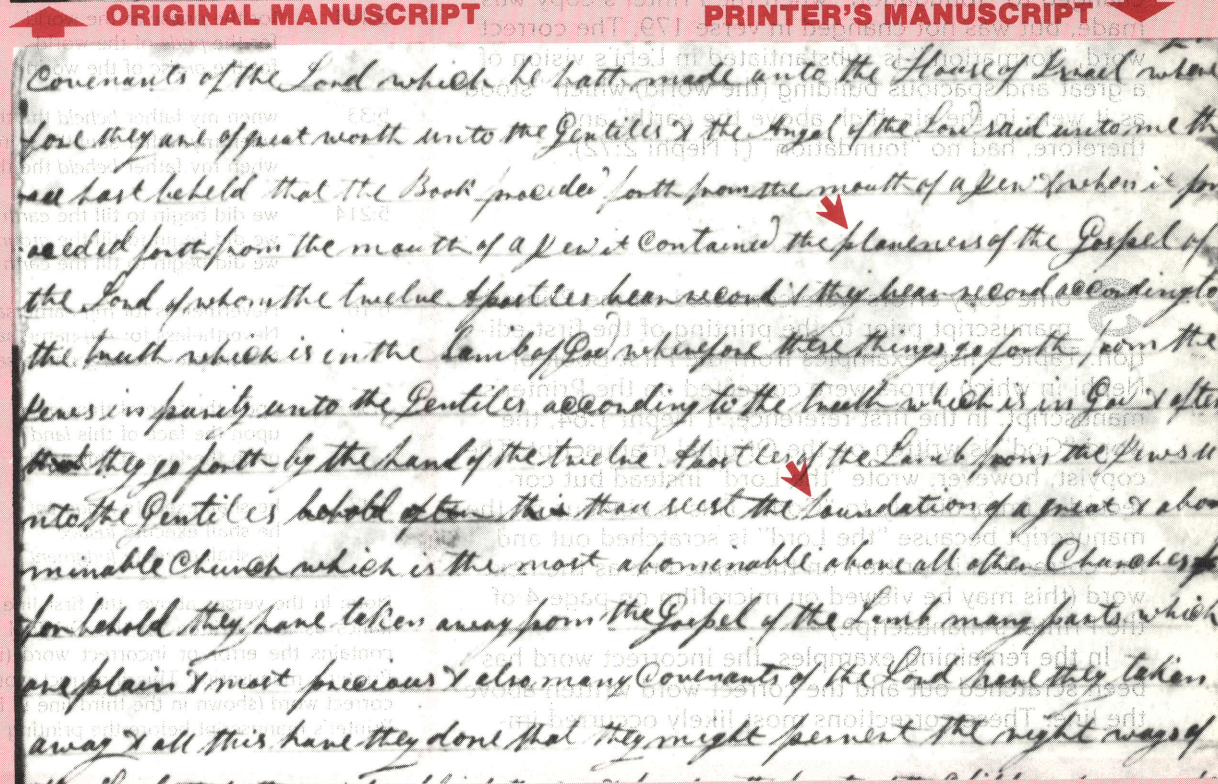 ORIGINAL MANUSCRIPT PRINTER'S MANUSCRIPT
Covenants of the Lord which he hath made unto the House of Israel where
fore they are of great worth unto the Gentiles & the Angel of the Lord said unto me th
ou hast beheld that the Book proceded forth from the mouth of a Jew & when it pro
ceeded forth from the mouth of a Jew it contained the planeness of the Gospel of
the Lord of whom the twelve Apostles bear record & they bear record according to
the truth which is in the Lamb of God wherefore these things go forth from the
Jews in purity unto the Gentiles according to the truth which is in God & after
that they go forth by the hand of the twelve Apostles of the Lamb from the Jews u
nto the Gentiles behold after this thou seest the foundation of a great & abo
minable Church which is the most abominable above all other Churches
for behold they have taken away from the Gospel of the Lamb many parts which
are plain & most precious & also many Covenants of the Lord have they taken
away & all this have they done that they might pervert the right ways of